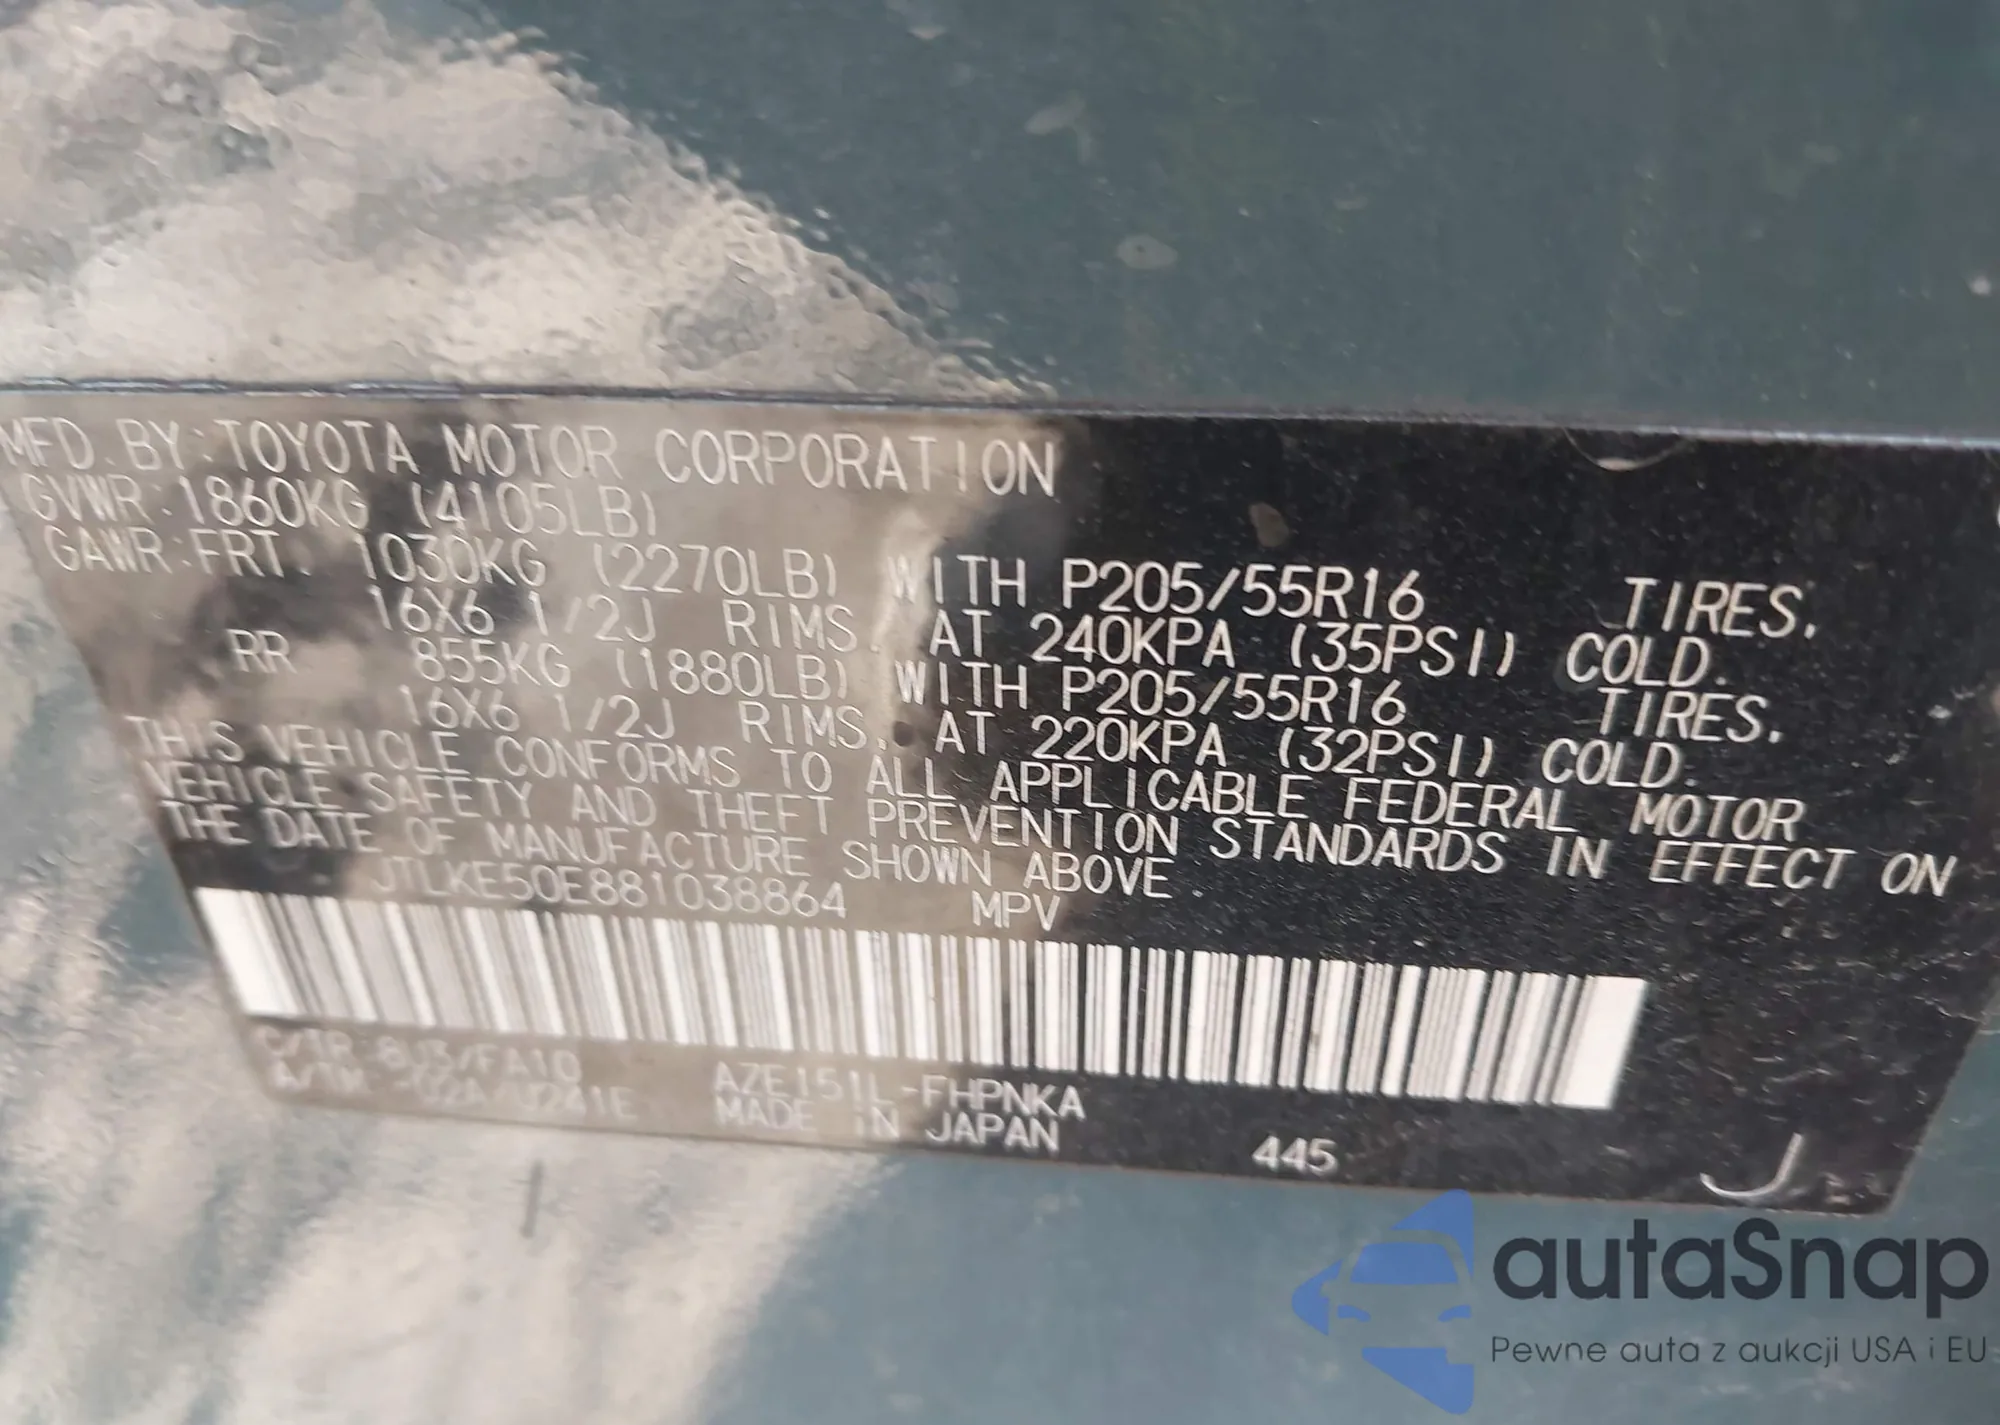 MFD. BY:TOYOTA MOTOR CORPORATION
GVWR:1860KG (4105LB)
GAWR:FRT. 1030KG (2270LB) WITH P205/55R16 TIRES,
16X6 1/2J RIMS, AT 240KPA (35PSI) COLD.
RR 855KG (1880LB) WITH P205/55R16 TIRES,
16X6 1/2J RIMS, AT 220KPA (32PSI) COLD.
THIS VEHICLE CONFORMS TO ALL APPLICABLE FEDERAL MOTOR
VEHICLE SAFETY AND THEFT PREVENTION STANDARDS IN EFFECT ON
THE DATE OF MANUFACTURE SHOWN ABOVE
JTLKE50E881038864 MPV
C/TR:8J5/FA10 AZE151L-FHPNKA
MADE IN JAPAN
445
J
autaSnap
Pewne auta z aukcji USA i EU